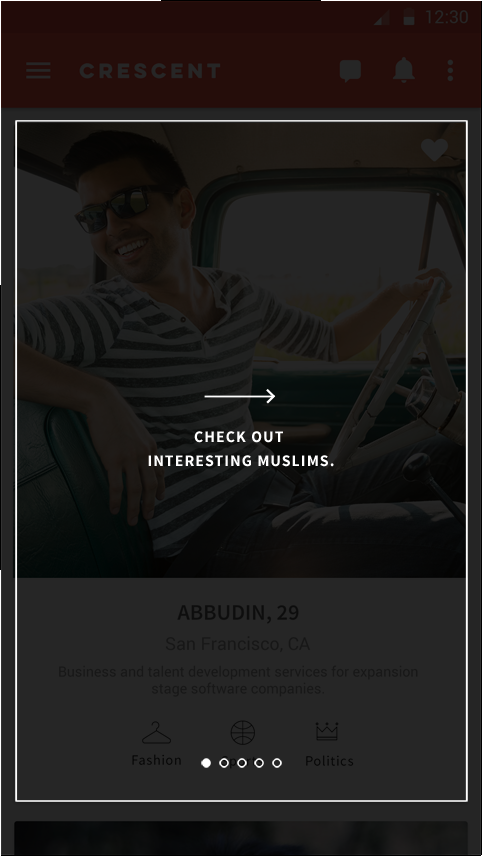 12:30
CRESCENT
CHECK OUT
INTERESTING MUSLIMS.
ABBUDIN, 29
San Francisco, CA
Business and talent development services for expansion
stage software companies.
Fashion
Politics